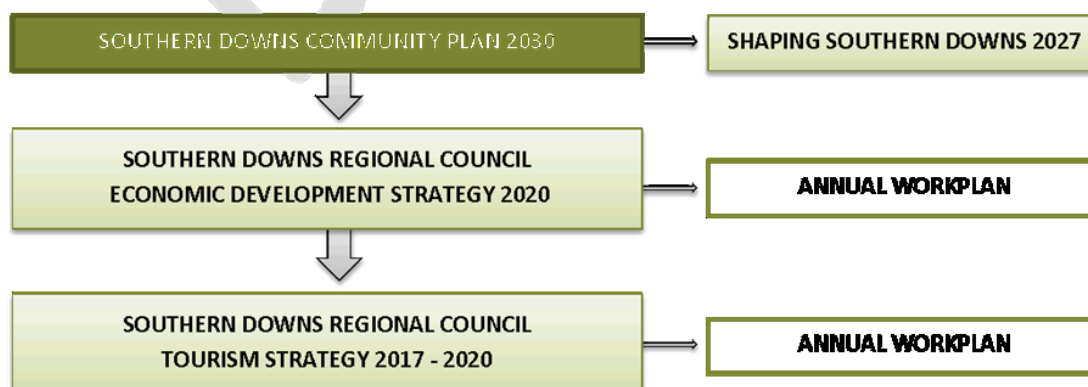 SOUTHERN DOWNS COMMUNITY PLAN 2030
SHAPING SOUTHERN DOWNS 2027
SOUTHERN DOWNS REGIONAL COUNCIL
ECONOMIC DEVELOPMENT STRATEGY 2020
ANNUAL WORKPLAN
SOUTHERN DOWNS REGIONAL COUNCIL
TOURISM STRATEGY 2017 - 2020
ANNUAL WORKPLAN